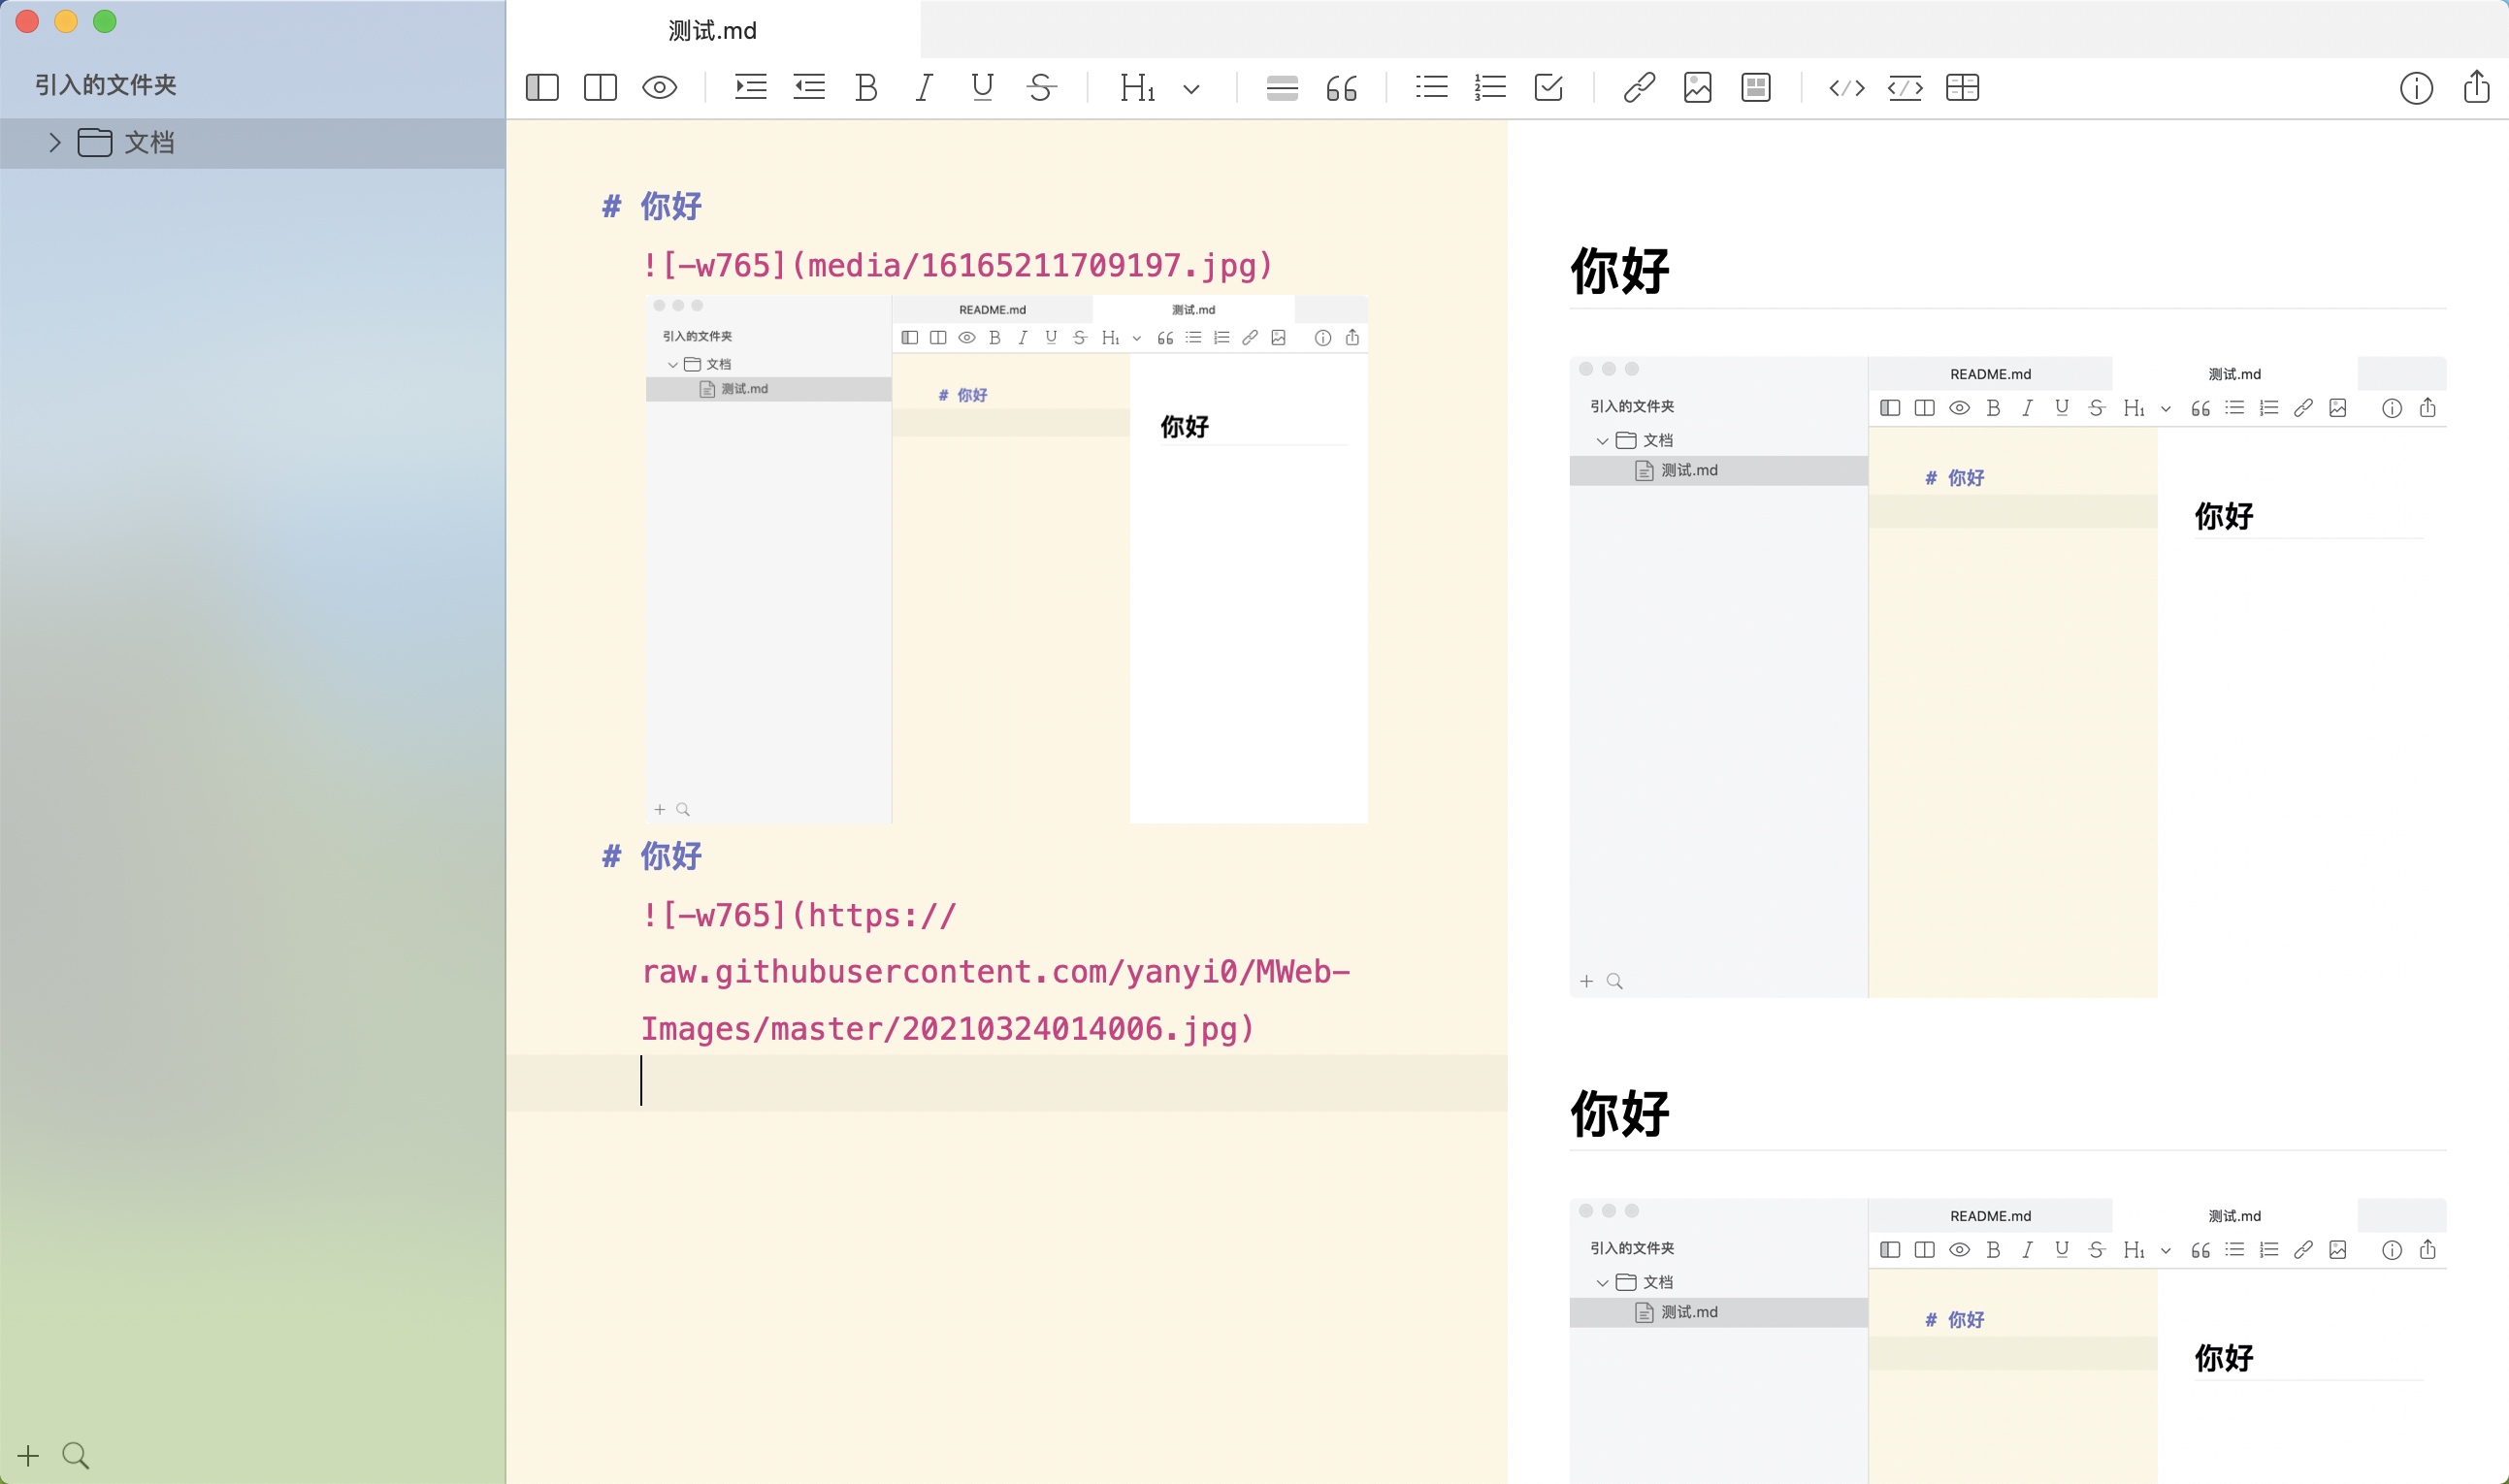 测试.md
引入的文件夹
文档
# 你好
![-w765](media/16165211709197.jpg)
README.md
测试.md
引入的文件夹
文档
测试.md
# 你好
你好
# 你好
![-w765](https://
raw.githubusercontent.com/yanyi0/MWeb-
Images/master/20210324014006.jpg)
你好
README.md
测试.md
引入的文件夹
文档
测试.md
# 你好
你好
你好
README.md
测试.md
引入的文件夹
文档
测试.md
# 你好
你好